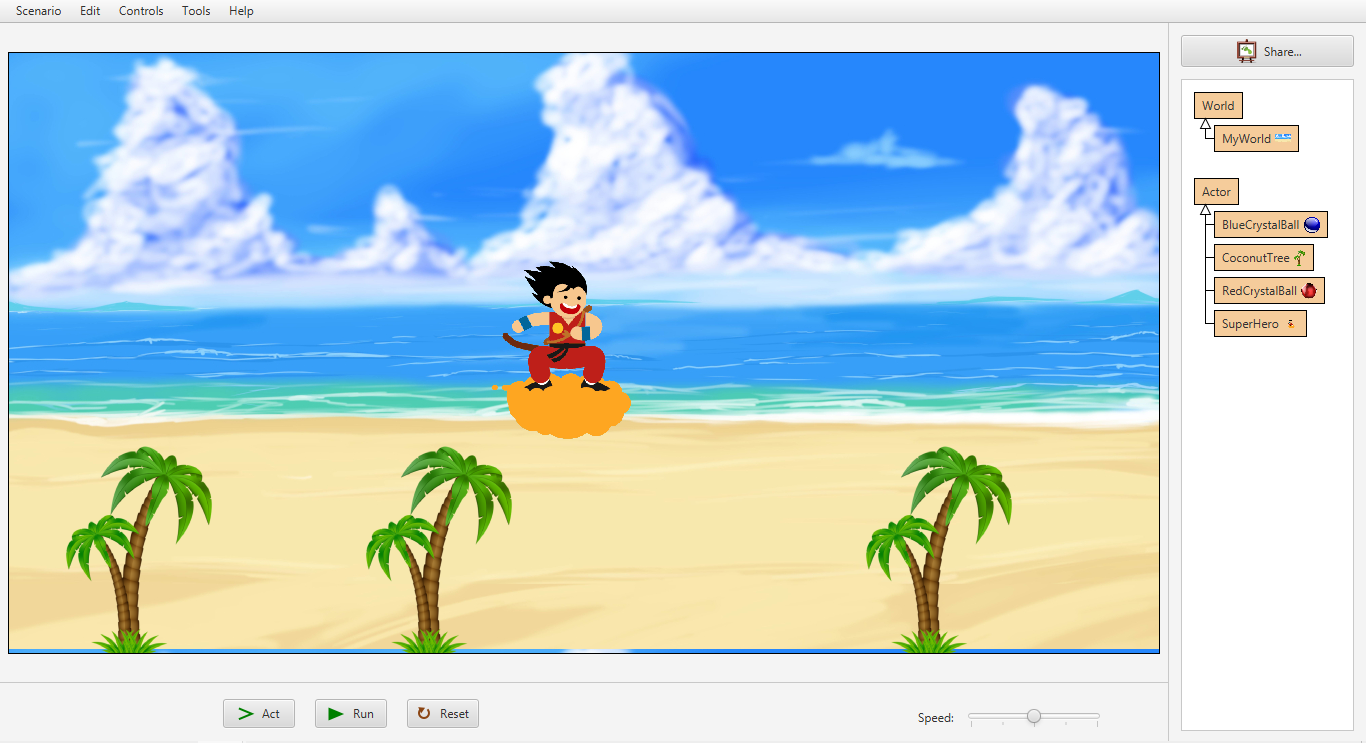 Scenario Edit Controls Tools Help
Share...
World
MyWorld
Actor
BlueCrystalBall
CoconutTree
RedCrystalBall
SuperHero
Act Run Reset Speed: